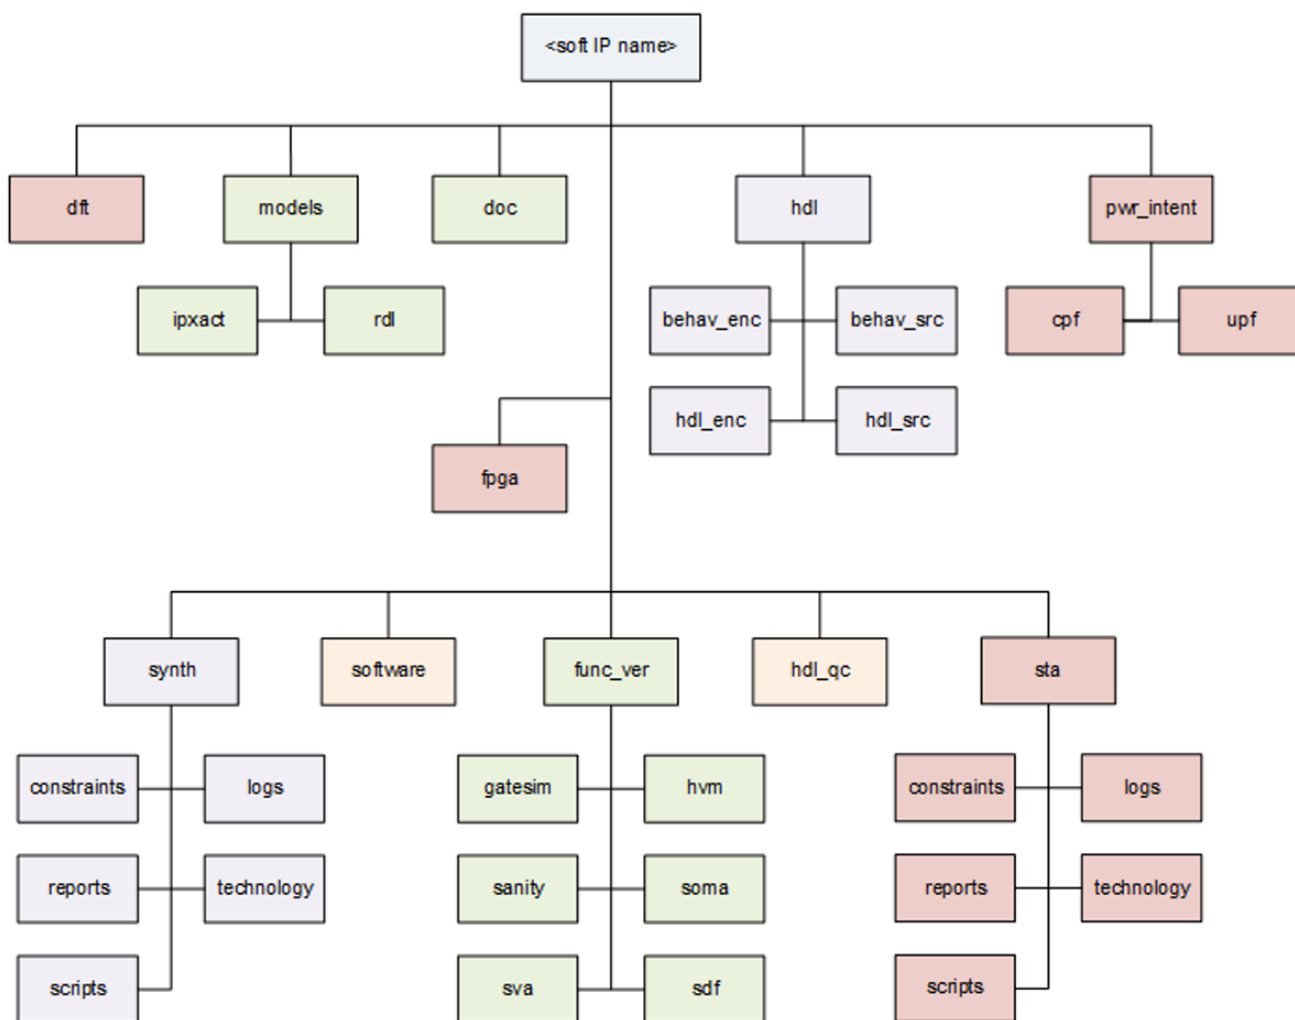 <soft IP name>
dft
models
doc
hdl
pwr_intent
ipxact
rdl
behav_enc
behav_src
cpf
upf
hdl_enc
hdl_src
fpga
synth
software
func_ver
hdl_qc
sta
constraints
logs
gatesim
hvm
constraints
logs
reports
technology
sanity
soma
reports
technology
scripts
sva
sdf
scripts